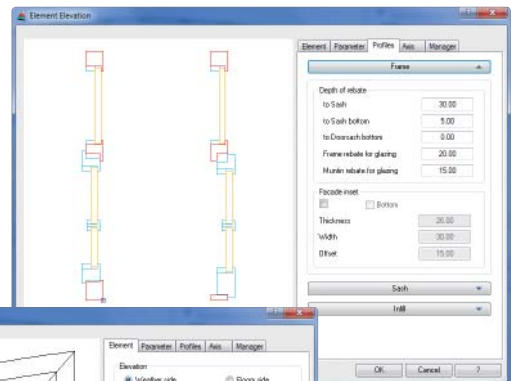 Element Elevation
Element Parameter Profiles Axis Manager
Frame
Depth of rebate
to Sash 30.00
to Sash bottom 5.00
to Doorsash bottom 0.00
Frame rebate for glazing 20.00
Muntin rebate for glazing 15.00
Facade inset
Bottom
Thickness 26.00
Width 30.00
Offset 15.00
Sash
Infill
OK Cancel ?
Element Parameter Profiles Axis Manager
Elevation
Weather side Room side